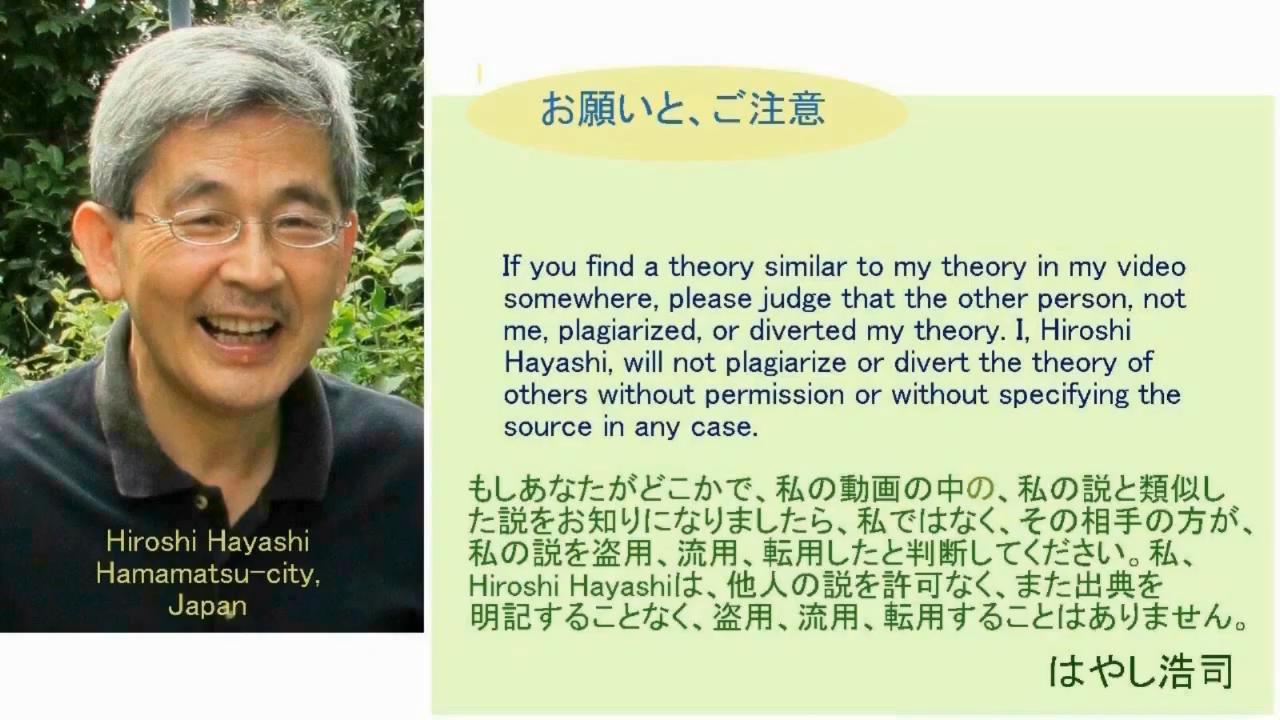 お願いと、ご注意
If you find a theory similar to my theory in my video
somewhere, please judge that the other person, not
me, plagiarized, or diverted my theory. I, Hiroshi
Hayashi, will not plagiarize or divert the theory of
others without permission or without specifying the
source in any case.
もしあなたがどこかで、私の動画の中の、私の説と類似し
た説をお知りになりましたら、私ではなく、その相手の方が、
私の説を盗用、流用、転用したと判断してください。私、
Hiroshi Hayashiは、他人の説を許可なく、また出典を
明記することなく、盗用、流用、転用することはありません。
はやし浩司
Hiroshi Hayashi
Hamamatsu-city,
Japan